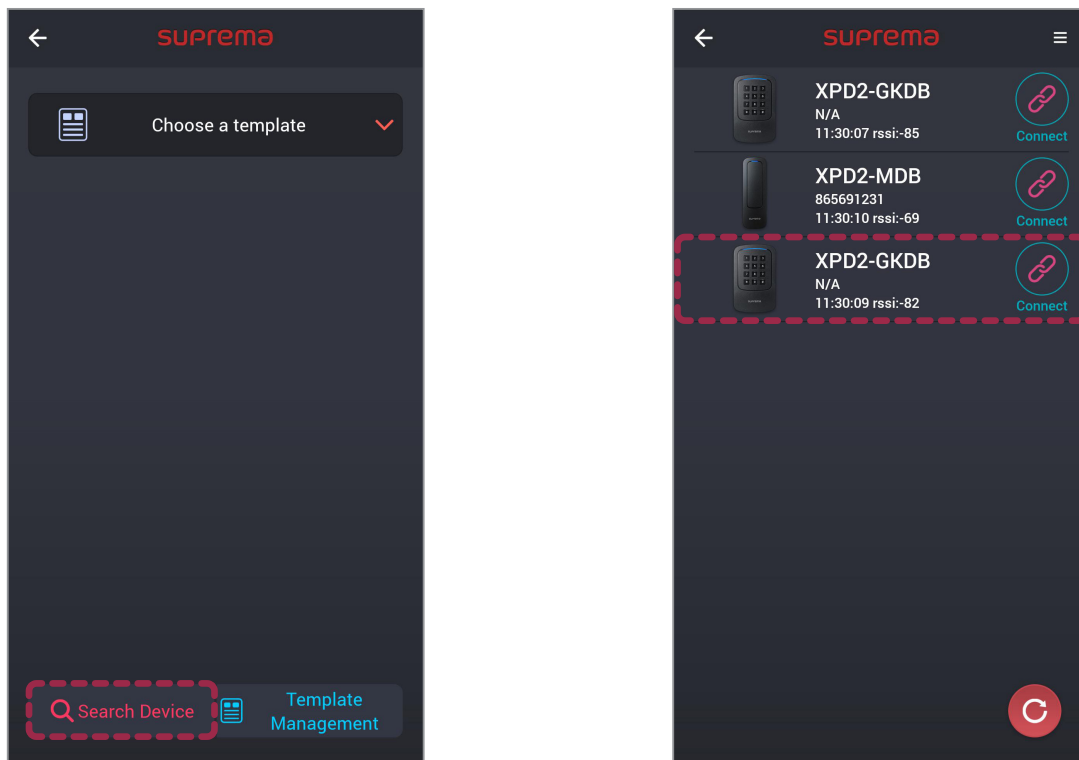 suprema
Choose a template
Search Device
Template
Management
suprema
XPD2-GKDB
N/A
11:30:07 rssi:-85
Connect
XPD2-MDB
865691231
11:30:10 rssi:-69
Connect
XPD2-GKDB
N/A
11:30:09 rssi:-82
Connect